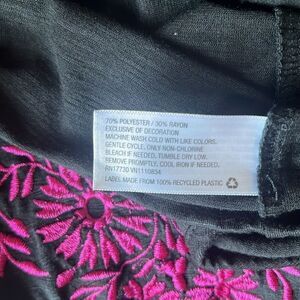 70% POLYESTER / 30% RAYON
EXCLUSIVE OF DECORATION
MACHINE WASH COLD WITH LIKE COLORS.
GENTLE CYCLE, ONLY NON-CHLORINE
BLEACH IF NEEDED. TUMBLE DRY LOW.
REMOVE PROMPTLY, COOL IRON IF NEEDED.
RN17730 VN1110854
LABEL MADE FROM 100% RECYCLED PLASTIC